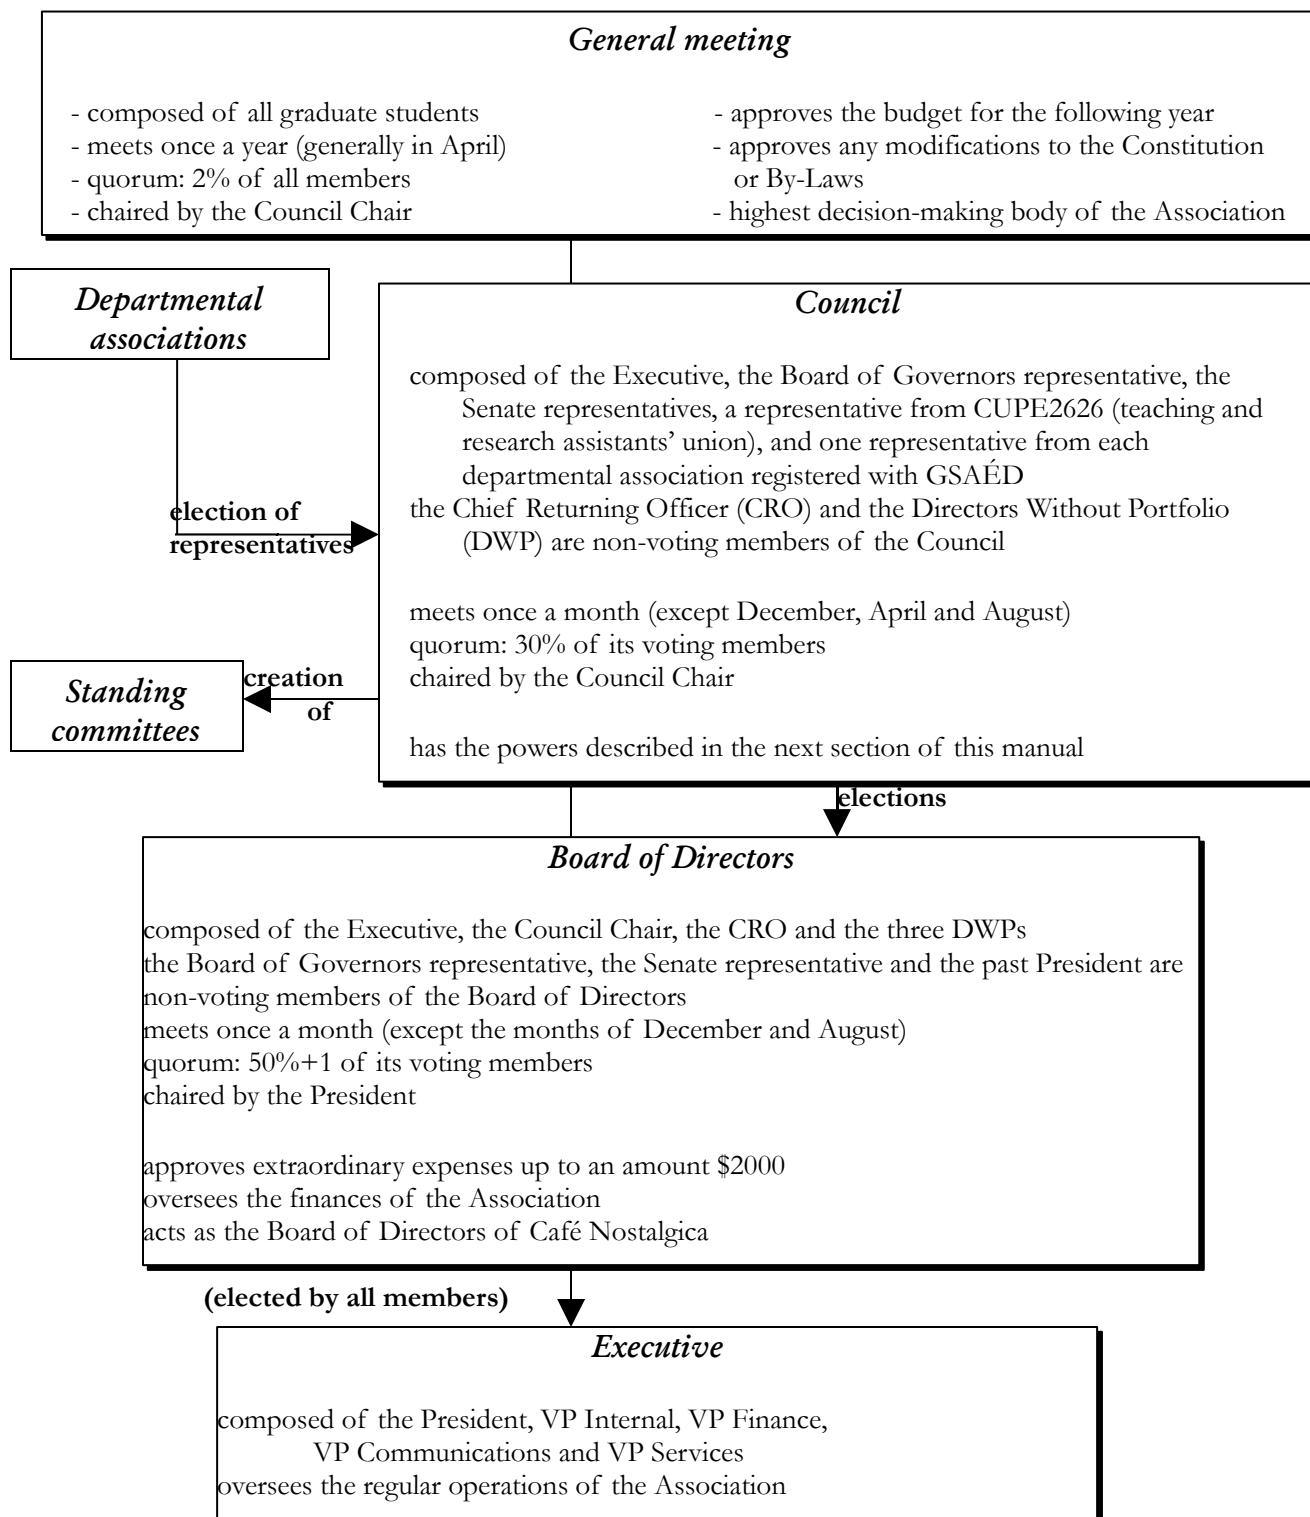 General meeting
- composed of all graduate students
- meets once a year (generally in April)
- quorum: 2% of all members
- chaired by the Council Chair
- approves the budget for the following year
- approves any modifications to the Constitution
or By-Laws
- highest decision-making body of the Association
Departmental
associations
Council
composed of the Executive, the Board of Governors representative, the
Senate representatives, a representative from CUPE2626 (teaching and
research assistants’ union), and one representative from each
departmental association registered with GSAÉD
the Chief Returning Officer (CRO) and the Directors Without Portfolio
(DWP) are non-voting members of the Council
election of
representatives
meets once a month (except December, April and August)
quorum: 30% of its voting members
chaired by the Council Chair
creation
of
Standing
committees
has the powers described in the next section of this manual
elections
Board of Directors
composed of the Executive, the Council Chair, the CRO and the three DWPs
the Board of Governors representative, the Senate representative and the past President are
non-voting members of the Board of Directors
meets once a month (except the months of December and August)
quorum: 50%+1 of its voting members
chaired by the President
approves extraordinary expenses up to an amount $2000
oversees the finances of the Association
acts as the Board of Directors of Café Nostalgica
(elected by all members)
Executive
composed of the President, VP Internal, VP Finance,
VP Communications and VP Services
oversees the regular operations of the Association